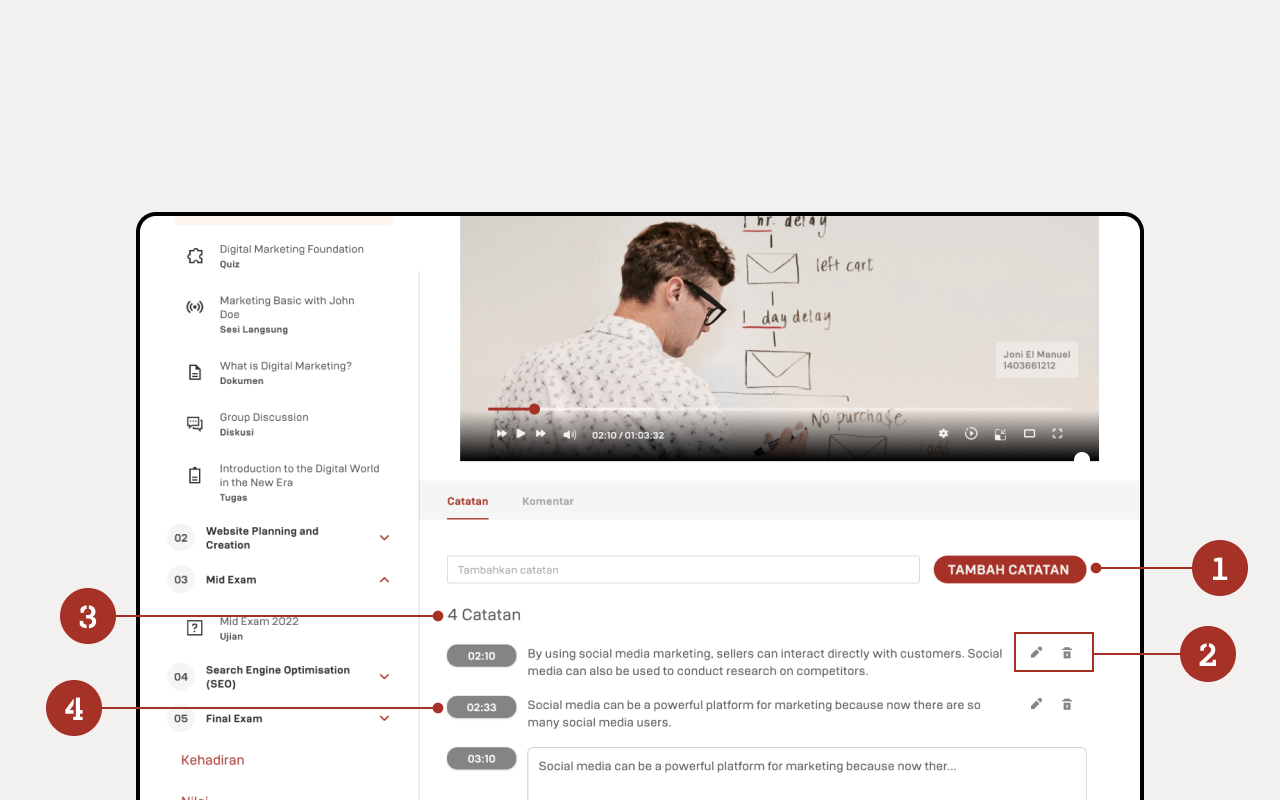 Digital Marketing Foundation
Quiz
Marketing Basic with John
Doe
Sesi Langsung
What is Digital Marketing?
Dokumen
Group Discussion
Diskusi
Introduction to the Digital World
in the New Era
Tugas
02
Website Planning and
Creation
03
Mid Exam
Mid Exam 2022
Ujian
04
Search Engine Optimisation
(SEO)
05
Final Exam
Kehadiran
1 hr. delay
left cart
1 day delay
Joni El Manuel
1403661212
No purchase
02:10 / 01:03:32
Catatan
Komentar
Tambahkan catatan
TAMBAH CATATAN
1
3
4 Catatan
02:10
By using social media marketing, sellers can interact directly with customers. Social
media can also be used to conduct research on competitors.
2
4
02:33
Social media can be a powerful platform for marketing because now there are so
many social media users.
03:10
Social media can be a powerful platform for marketing because now ther...